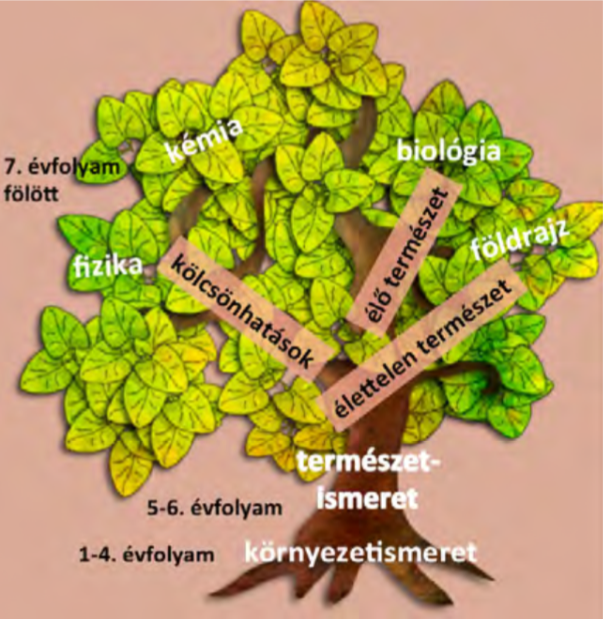 kémia
biológia
7. évfolyam
fölött
fizika
földrajz
kölcsönhatások
élő természet
élettelen természet
természet-
ismeret
5-6. évfolyam
1-4. évfolyam
környezetismeret